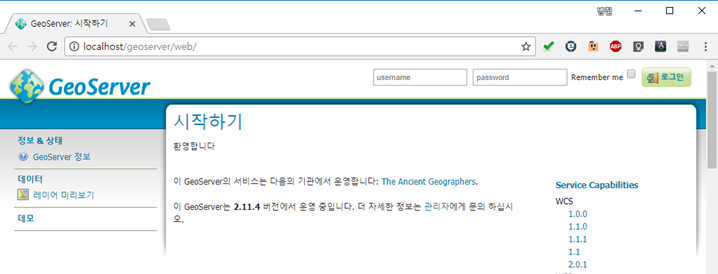 병진
GeoServer: 시작하기
localhost/geoserver/web/
ABP
GeoServer
username
password
Remember me
로그인
정보 & 상태
GeoServer 정보
데이터
레이어 미리보기
데모
시작하기
환영합니다
이 GeoServer의 서비스는 다음의 기관에서 운영합니다: The Ancient Geographers.
이 GeoServer는 2.11.4 버전에서 운영 중입니다. 더 자세한 정보는 관리자에게 문의 하십시
오.
Service Capabilities
WCS
1.0.0
1.1.0
1.1.1
1.1
2.0.1